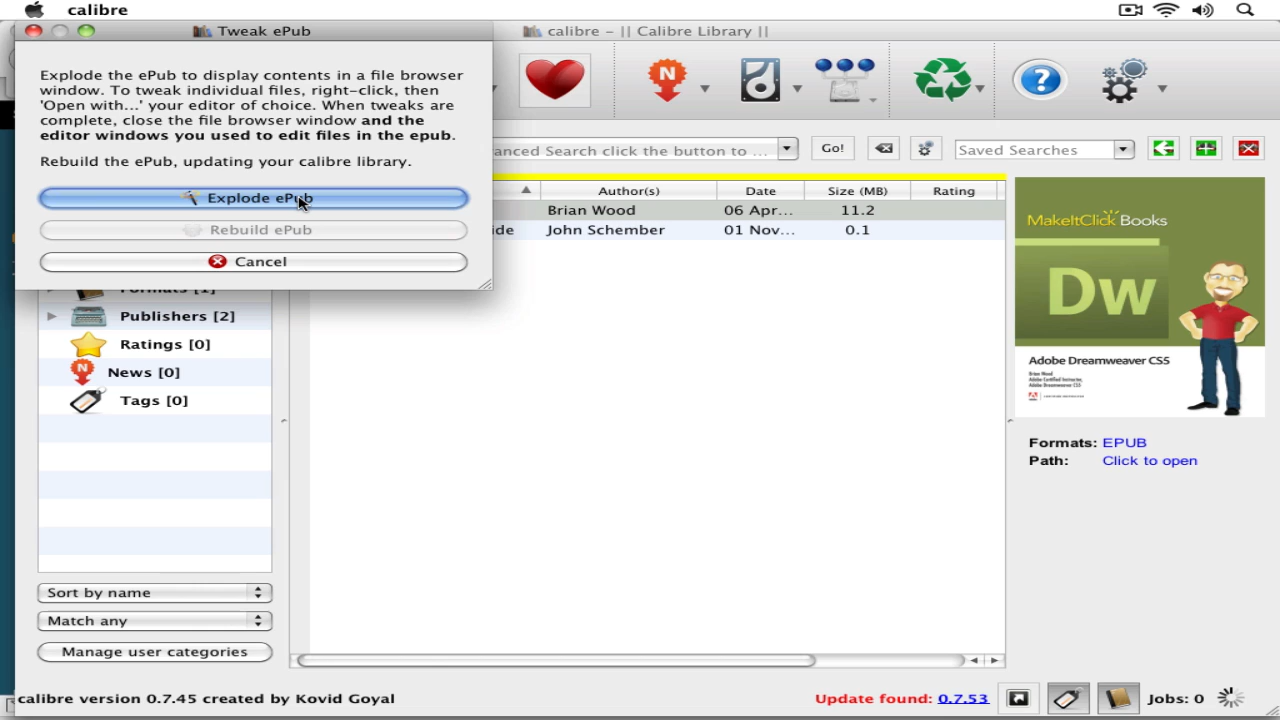 calibre
Tweak ePub
calibre – || Calibre Library ||
Explode the ePub to display contents in a file browser
window. To tweak individual files, right-click, then
'Open with...' your editor of choice. When tweaks are
complete, close the file browser window and the
editor windows you used to edit files in the epub.
Rebuild the ePub, updating your calibre library.
Explode ePub
Rebuild ePub
Cancel
anced Search click the button to ...
Go!
Saved Searches
Author(s) Date Size (MB) Rating
Brian Wood 06 Apr... 11.2
ide John Schember 01 Nov... 0.1
Formats [1]
Publishers [2]
Ratings [0]
News [0]
Tags [0]
MakeItClick Books
Dw
Adobe Dreamweaver CS5
Brian Wood
Adobe Certified Instructor,
Formats: EPUB
Path: Click to open
Sort by name
Match any
Manage user categories
calibre version 0.7.45 created by Kovid Goyal
Update found: 0.7.53
Jobs: 0